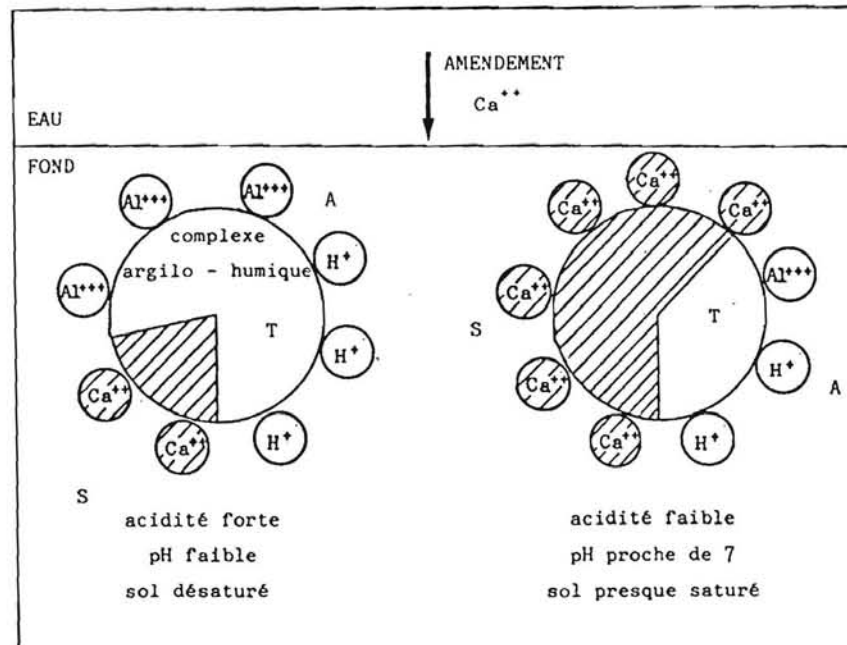 AMENDEMENT
Ca++
EAU
FOND
Al+++ Al+++ A
complexe
argilo - humique
H+
Al+++
T
H+
Ca++
Ca++
H+
S
acidité forte
pH faible
sol désaturé
Ca++
Ca++ Ca++
Al+++
Ca++
T
S
H+
Ca++
A
Ca++
H+
acidité faible
pH proche de 7
sol presque saturé